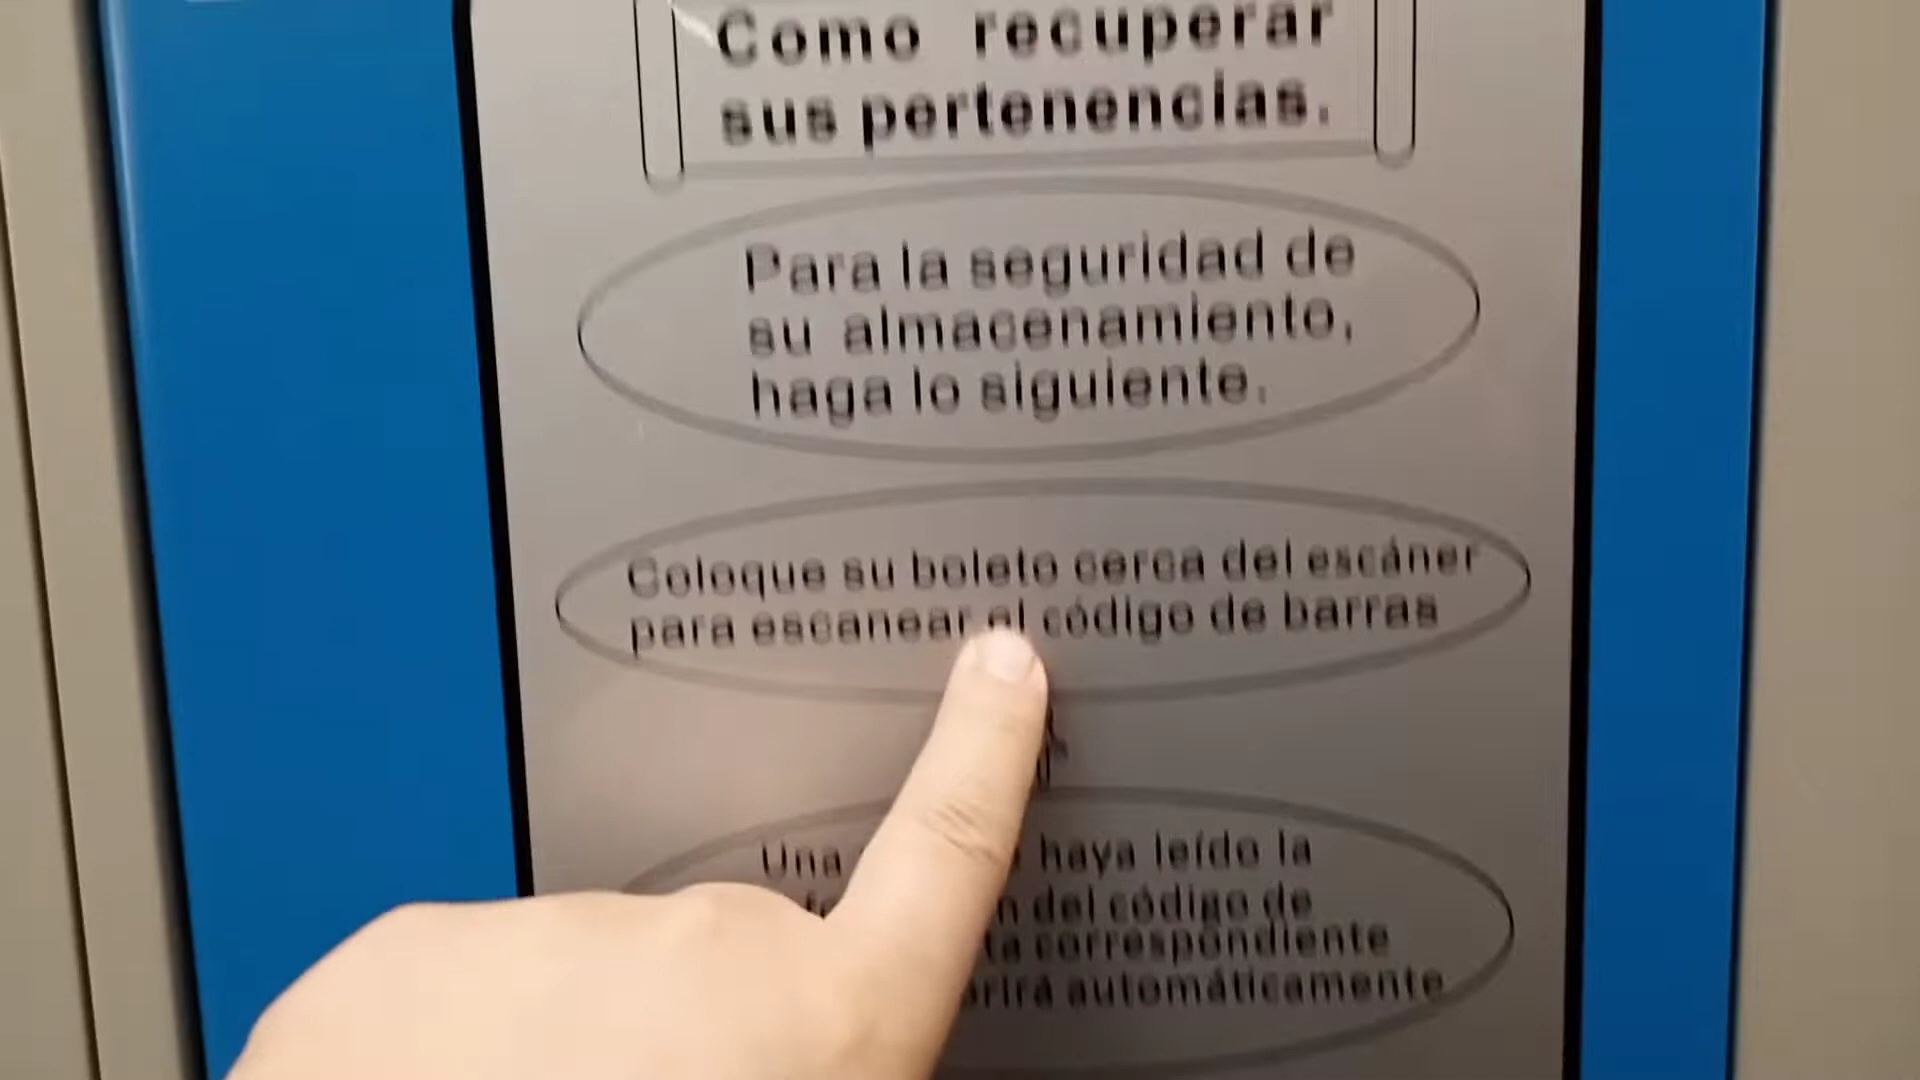 Como recuperar
sus pertenencias.
Para la seguridad de
su almacenamiento,
haga lo siguiente.
Coloque su boleto cerca del escáner
para escanear el código de barras
Una haya leído la
del código de
correspondiente
automáticamente